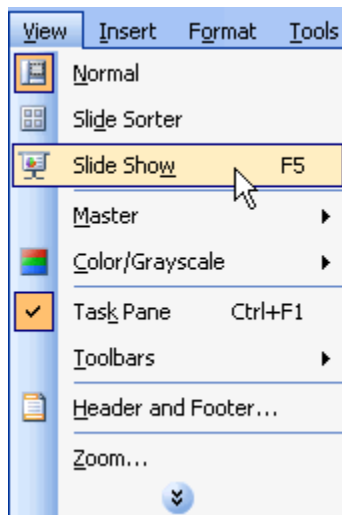 View Insert Format Tools
Normal
Slide Sorter
Slide Show F5
Master
Color/Grayscale
Task Pane Ctrl+F1
Toolbars
Header and Footer...
Zoom...